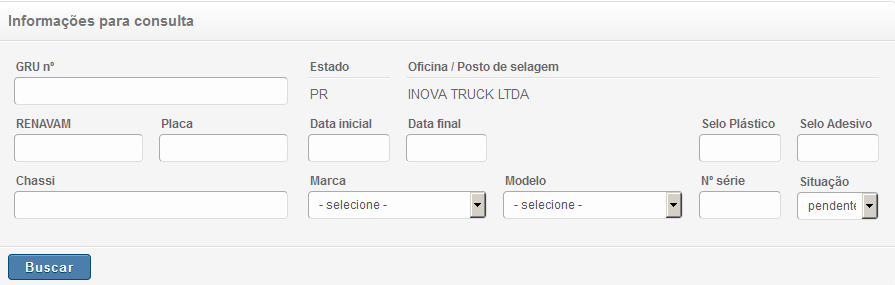 Informações para consulta
GRU nº Estado Oficina / Posto de selagem
PR INOVA TRUCK LTDA
RENAVAM Placa Data inicial Data final Selo Plástico Selo Adesivo
Chassi Marca Modelo Nº série Situação
- selecione - - selecione - pendente
Buscar